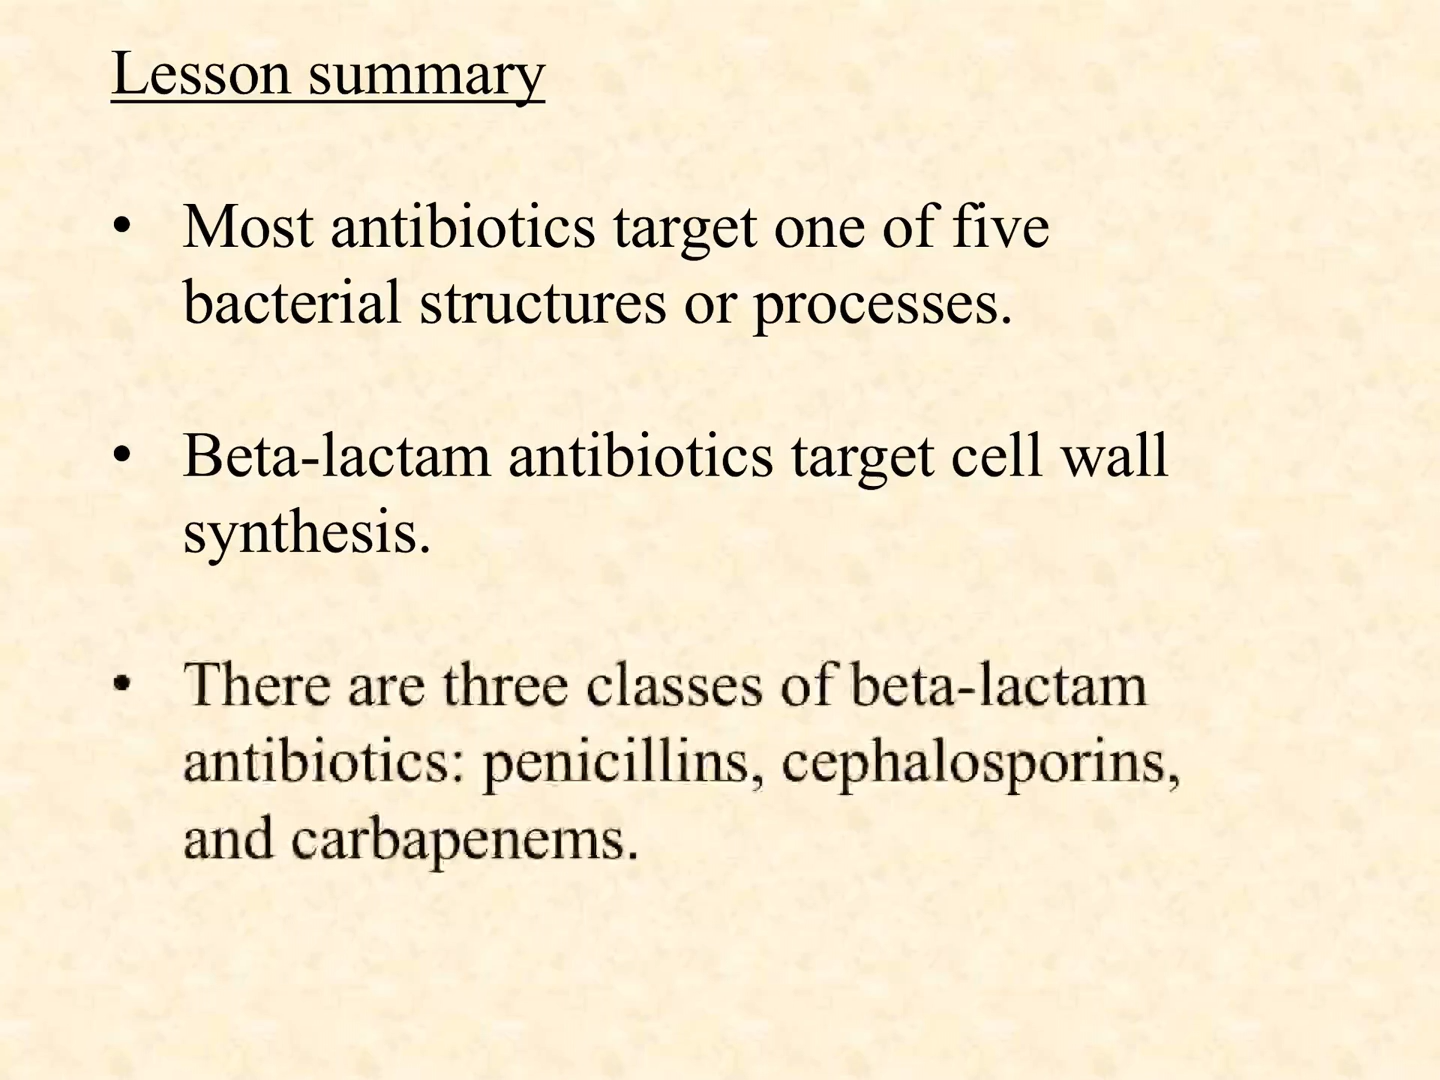 Lesson summary
• Most antibiotics target one of five
bacterial structures or processes.
• Beta-lactam antibiotics target cell wall
synthesis.
• There are three classes of beta-lactam
antibiotics: penicillins, cephalosporins,
and carbapenems.